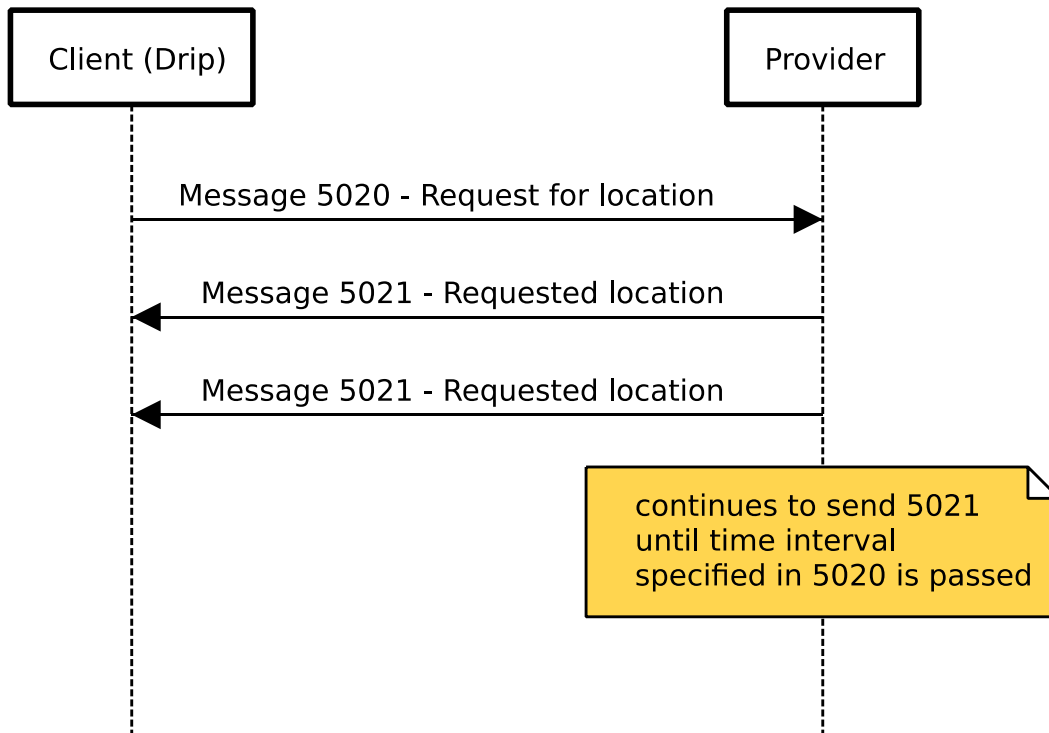 Client (Drip)
Provider
Message 5020 - Request for location
Message 5021 - Requested location
Message 5021 - Requested location
continues to send 5021
until time interval
specified in 5020 is passed